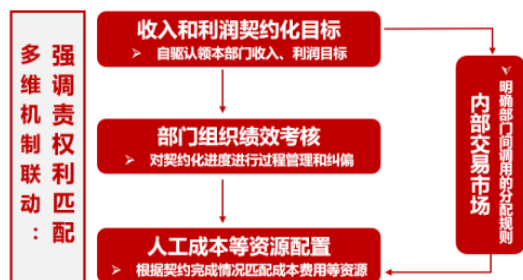 强调责权利匹配
多维机制联动：
收入和利润契约化目标
➢ 自驱认领本部门收入、利润目标
部门组织绩效考核
➢ 对契约化进度进行过程管理和纠偏
人工成本等资源配置
➢ 根据契约完成情况匹配成本费用等资源
内部交易市场
➢ 明确部门间调用的分配规则